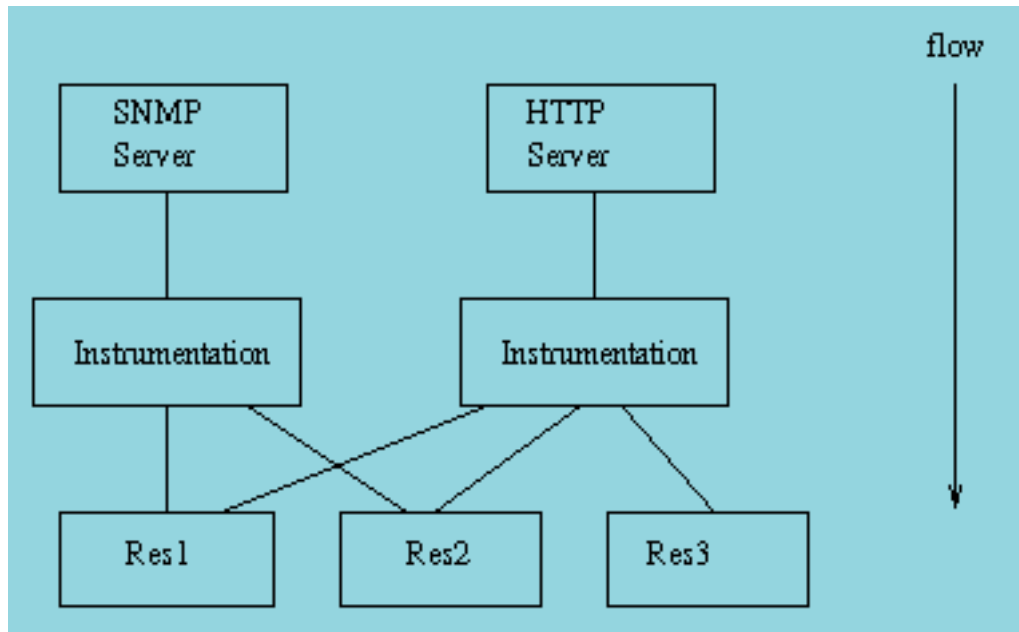 flow
SNMP
Server
HTTP
Server
Instrumentation
Instrumentation
Res1
Res2
Res3